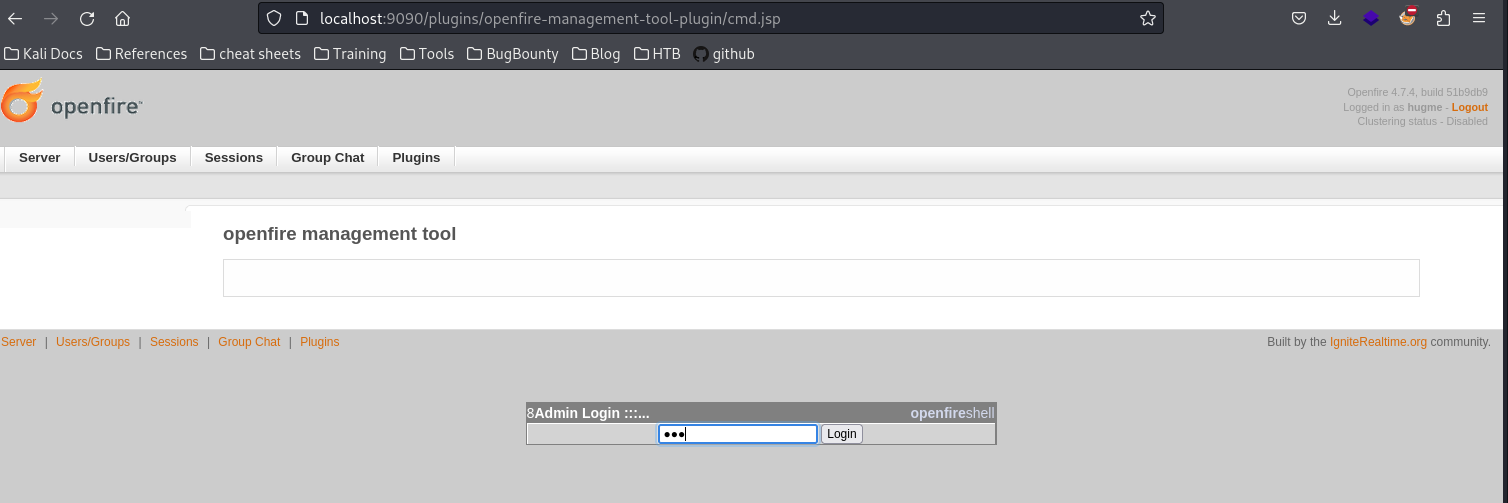 localhost:9090/plugins/openfire-management-tool-plugin/cmd.jsp
Kali Docs References cheat sheets Training Tools BugBounty Blog HTB github
openfire™
Openfire 4.7.4, build 51b9db9
Logged in as hugme - Logout
Clustering status - Disabled
Server Users/Groups Sessions Group Chat Plugins
openfire management tool
Server | Users/Groups | Sessions | Group Chat | Plugins Built by the IgniteRealtime.org community.
8Admin Login :::... openfireshell
●●● Login